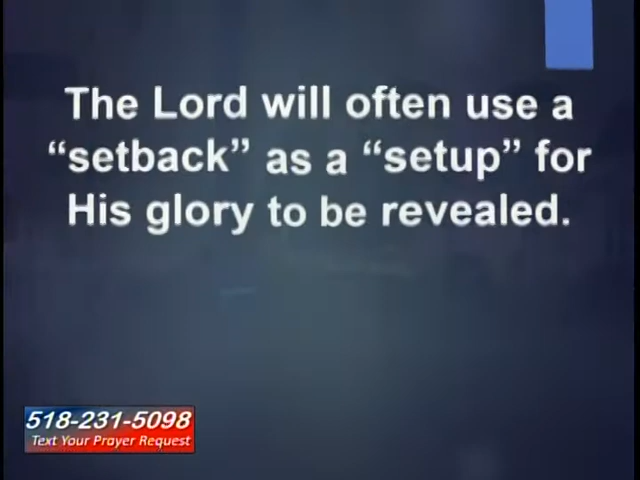 The Lord will often use a
“setback” as a “setup” for
His glory to be revealed.
518-231-5098
Text Your Prayer Request